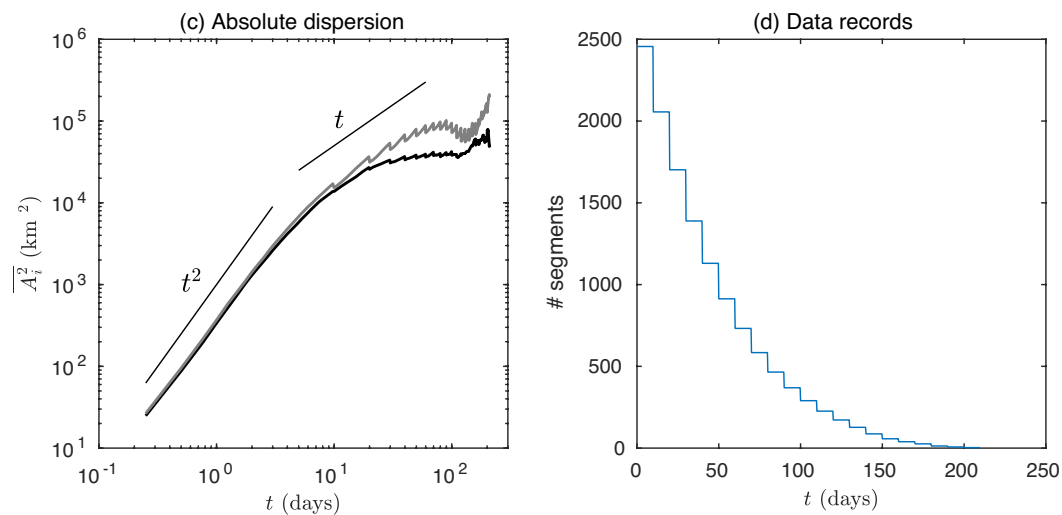 (c) Absolute dispersion
10^6
10^5
10^4
10^3
10^2
10^1
10^-1
10^0
10^1
10^2
t (days)
\overline{A_i^2} (km^2)
t
t^2
(d) Data records
2500
2000
1500
1000
500
0
0
50
100
150
200
250
t (days)
# segments